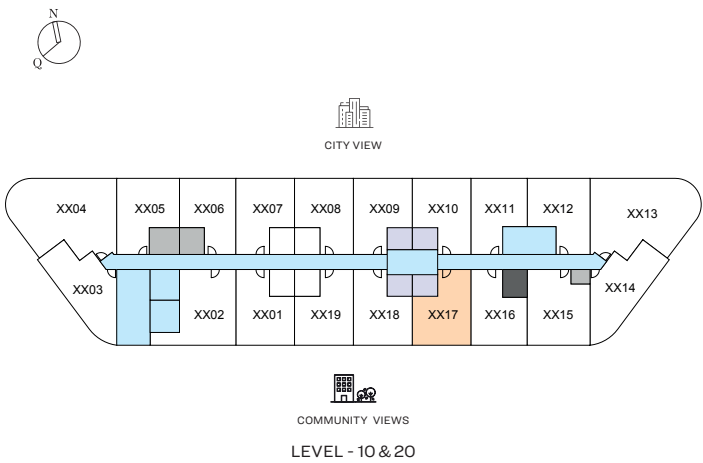 N
Q
CITY VIEW
XX04 XX05 XX06 XX07 XX08 XX09 XX10 XX11 XX12 XX13
XX03 XX02 XX01 XX19 XX18 XX17 XX16 XX15 XX14
COMMUNITY VIEWS
LEVEL - 10 & 20